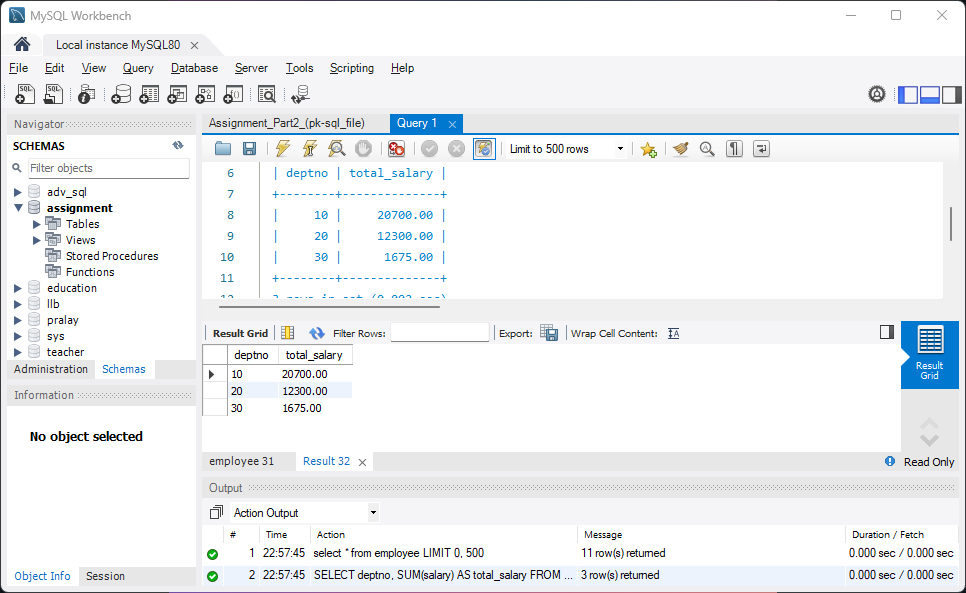 MySQL Workbench
Local instance MySQL80
File Edit View Query Database Server Tools Scripting Help
Navigator
SCHEMAS
Filter objects
adv_sql
assignment
Tables
Views
Stored Procedures
Functions
education
llb
pralay
sys
teacher
Administration Schemas
Information
No object selected
Object Info Session
Assignment_Part2_(pk-sql_file) Query 1
Limit to 500 rows
6 | deptno | total_salary |
7 +--------+--------------+
8 | 10 | 20700.00 |
9 | 20 | 12300.00 |
10 | 30 | 1675.00 |
11 +--------+--------------+
12 3 rows in set (0.003 sec)
Result Grid Filter Rows: Export: Wrap Cell Content:
deptno total_salary
10 20700.00
20 12300.00
30 1675.00
Result Grid
employee 31 Result 32 Read Only
Output
Action Output
# Time Action Message Duration / Fetch
1 22:57:45 select * from employee LIMIT 0, 500 11 row(s) returned 0.000 sec / 0.000 sec
2 22:57:45 SELECT deptno, SUM(salary) AS total_salary FROM ... 3 row(s) returned 0.000 sec / 0.000 sec